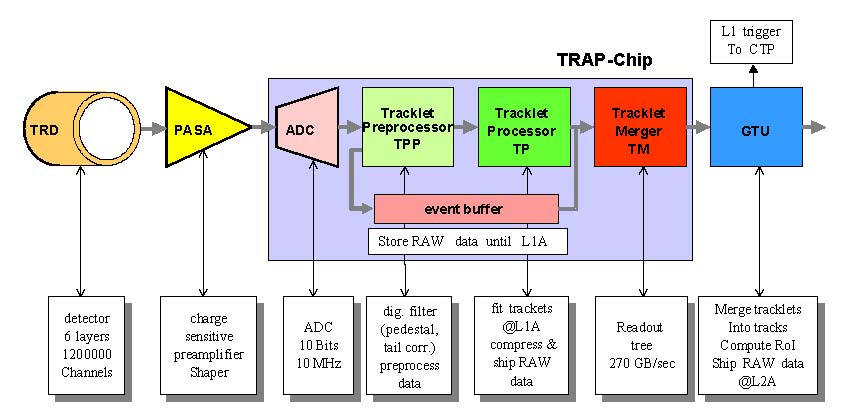 L1 trigger
To CTP
TRAP-Chip
TRD
PASA
ADC
Tracklet
Preprocessor
TPP
Tracklet
Processor
TP
Tracklet
Merger
TM
GTU
event buffer
Store RAW data until L1A
detector
6 layers
1200000
Channels
charge
sensitive
preamplifier
Shaper
ADC
10 Bits
10 MHz
dig. filter
(pedestal,
tail corr.)
preprocess
data
fit trackets
@L1A
compress &
ship RAW
data
Readout
tree
270 GB/sec
Merge tracklets
Into tracks
Compute RoI
Ship RAW data
@L2A